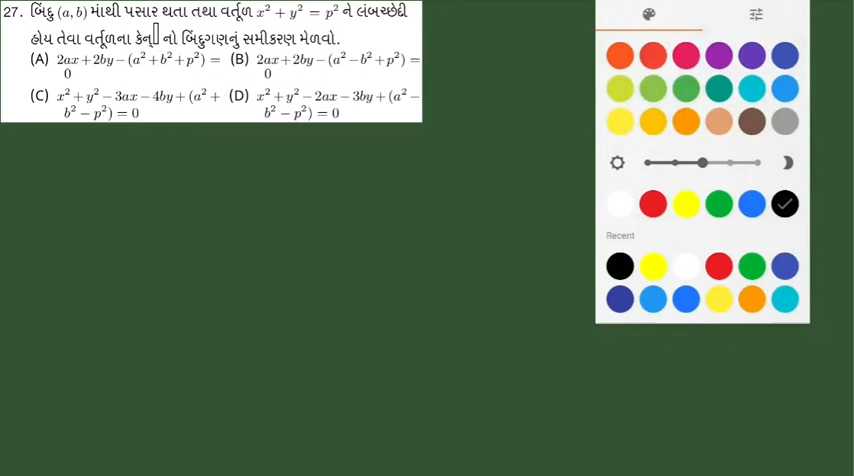 27. બિંદુ (a, b) માંથી પસાર થતા તથા વર્તૂળ x² + y² = p² ને લંબચ્છેદી
હોય તેવા વર્તૂળના કેન્ નો બિંદુગણનું સમીકરણ મેળવો.
(A) 2ax + 2by − (a² + b² + p²) = 0 (B) 2ax + 2by − (a² − b² + p²) = 0
(C) x² + y² − 3ax − 4by + (a² + b² − p²) = 0 (D) x² + y² − 2ax − 3by + (a² − b² − p²) = 0
Recent